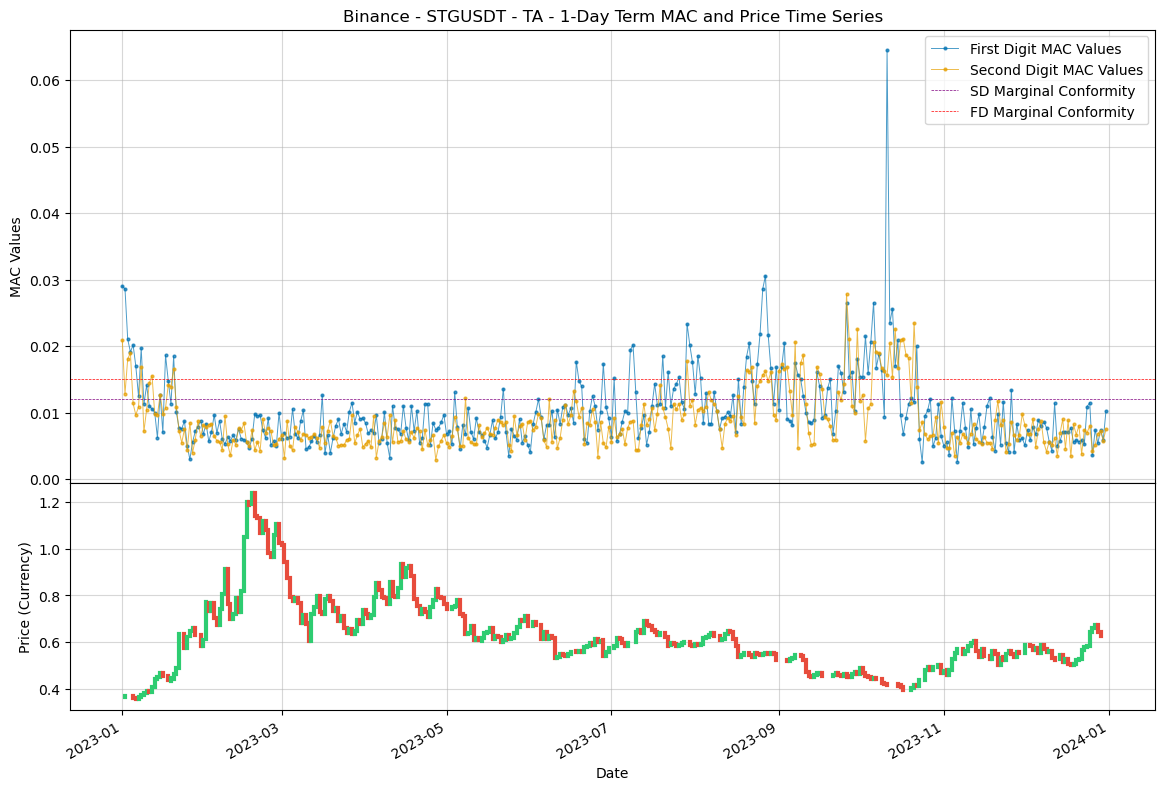 Binance - STGUSDT - TA - 1-Day Term MAC and Price Time Series
First Digit MAC Values
Second Digit MAC Values
SD Marginal Conformity
FD Marginal Conformity
MAC Values
0.06
0.05
0.04
0.03
0.02
0.01
0.00
Price (Currency)
1.2
1.0
0.8
0.6
0.4
2023-01
2023-03
2023-05
2023-07
2023-09
2023-11
2024-01
Date